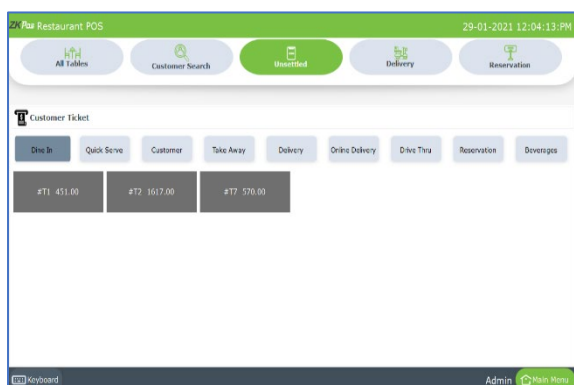 ZKPos Restaurant POS 29-01-2021 12:04:13:PM
All Tables Customer Search Unsettled Delivery Reservation
Customer Ticket
Dine In Quick Serve Customer Take Away Delivery Online Delivery Drive Thru Reservation Beverages
#T1 451.00 #T2 1617.00 #T7 570.00
Keyboard Admin Main Menu